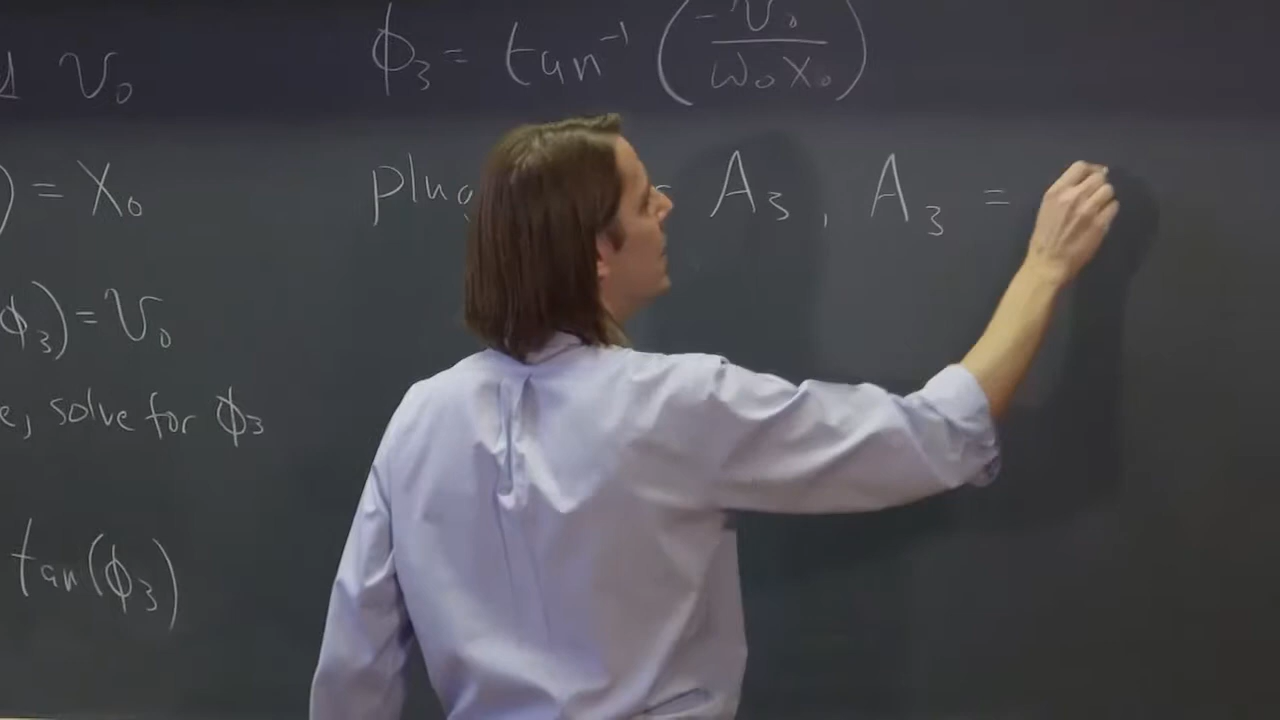 v₀
) = x₀
ϕ₃) = v₀
e, solve for ϕ₃
tan(ϕ₃)
ϕ₃ = tan⁻¹ (-v₀ / ω₀x₀)
plug A₃, A₃ =